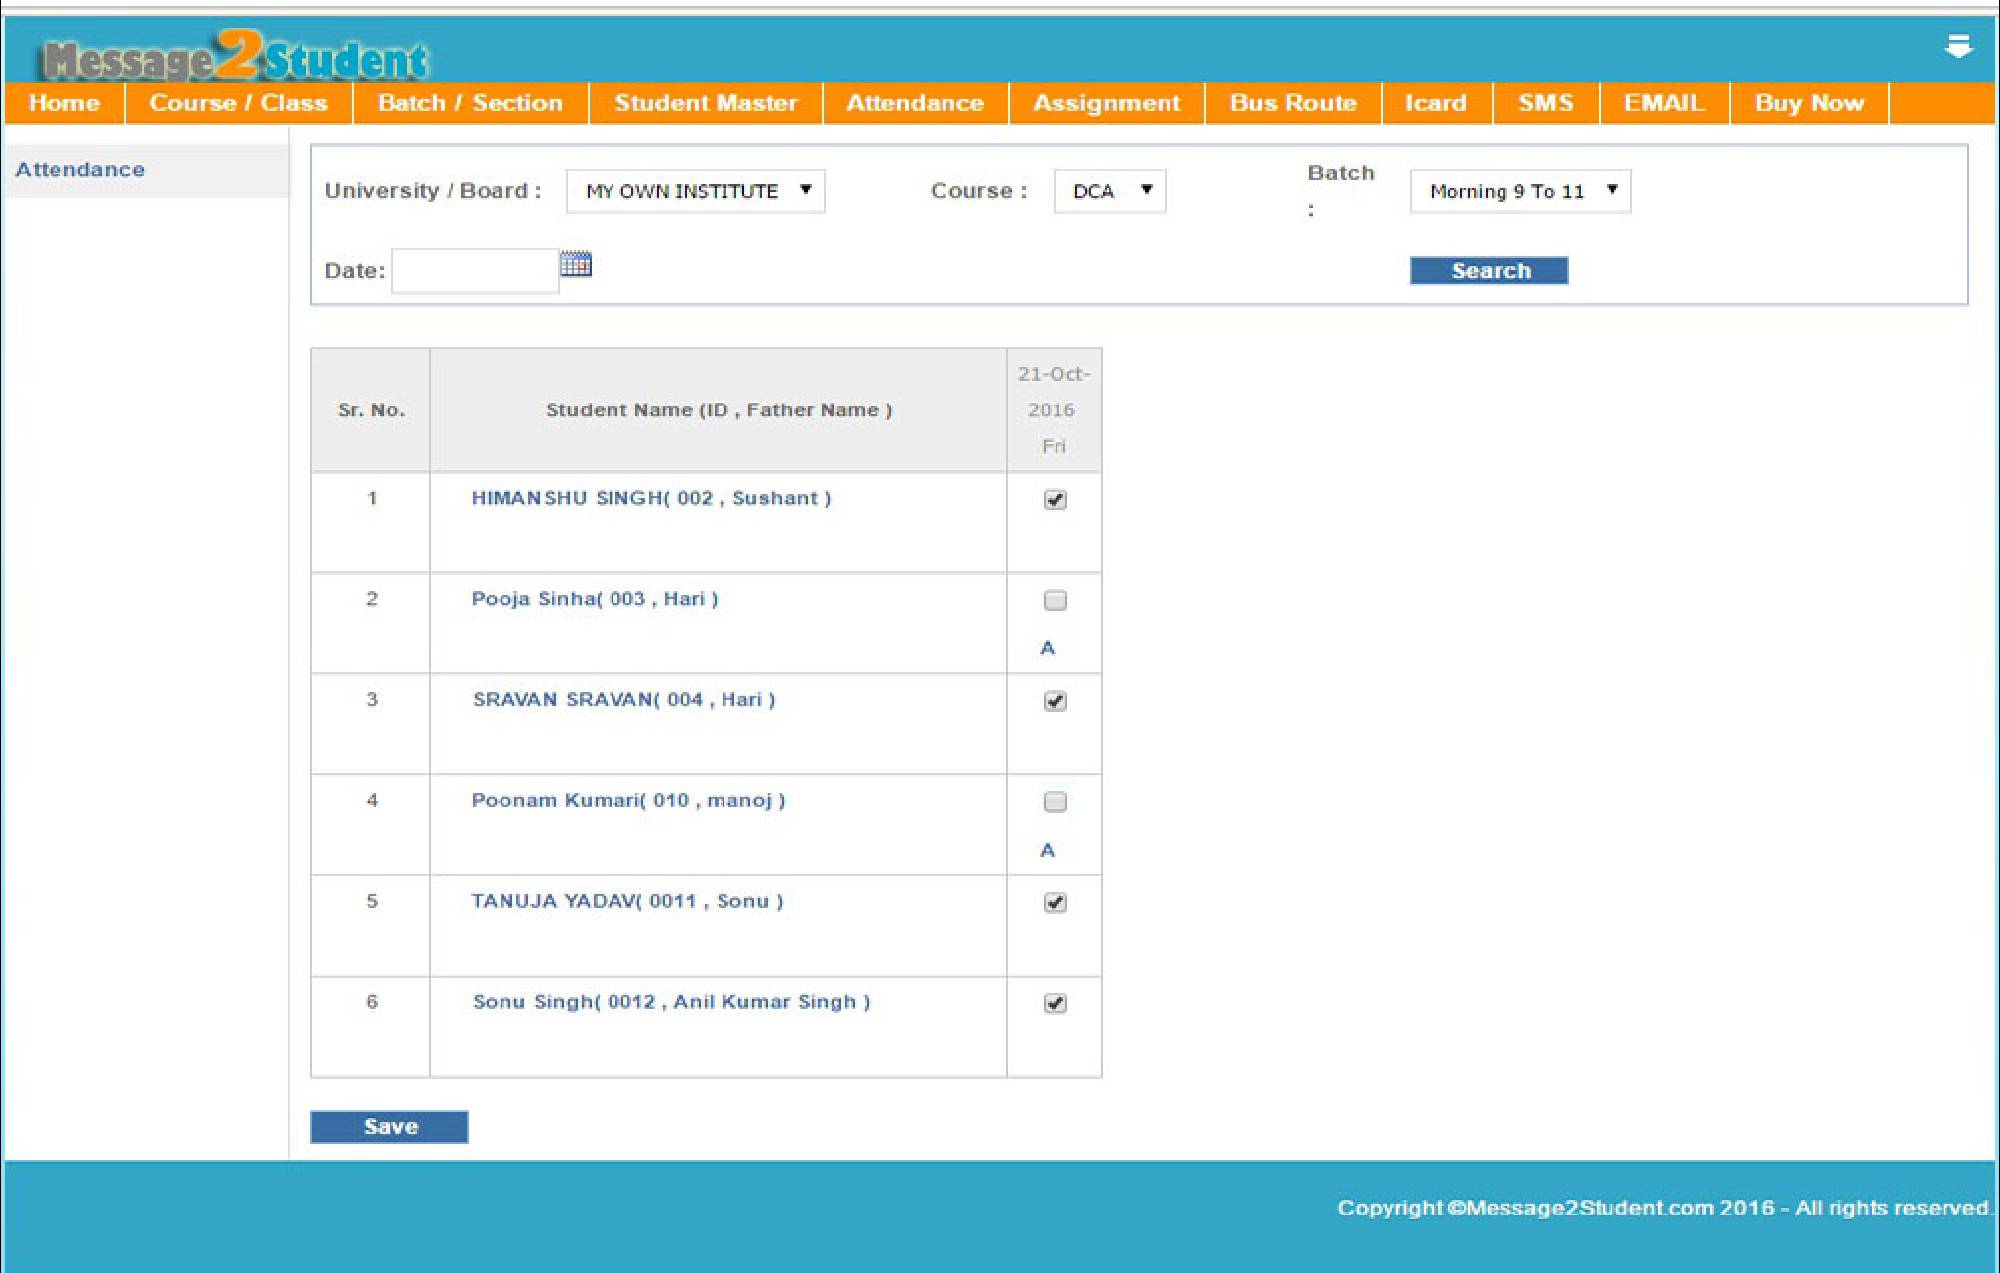 Message2Student
Home Course / Class Batch / Section Student Master Attendance Assignment Bus Route Icard SMS EMAIL Buy Now
Attendance
University / Board : MY OWN INSTITUTE Course : DCA Batch : Morning 9 To 11
Date: Search
Sr. No. Student Name (ID , Father Name ) 21-Oct-2016 Fri
1 HIMANSHU SINGH( 002 , Sushant )
2 Pooja Sinha( 003 , Hari )
A
3 SRAVAN SRAVAN( 004 , Hari )
4 Poonam Kumari( 010 , manoj )
A
5 TANUJA YADAV( 0011 , Sonu )
6 Sonu Singh( 0012 , Anil Kumar Singh )
Save
Copyright ©Message2Student.com 2016 - All rights reserved.